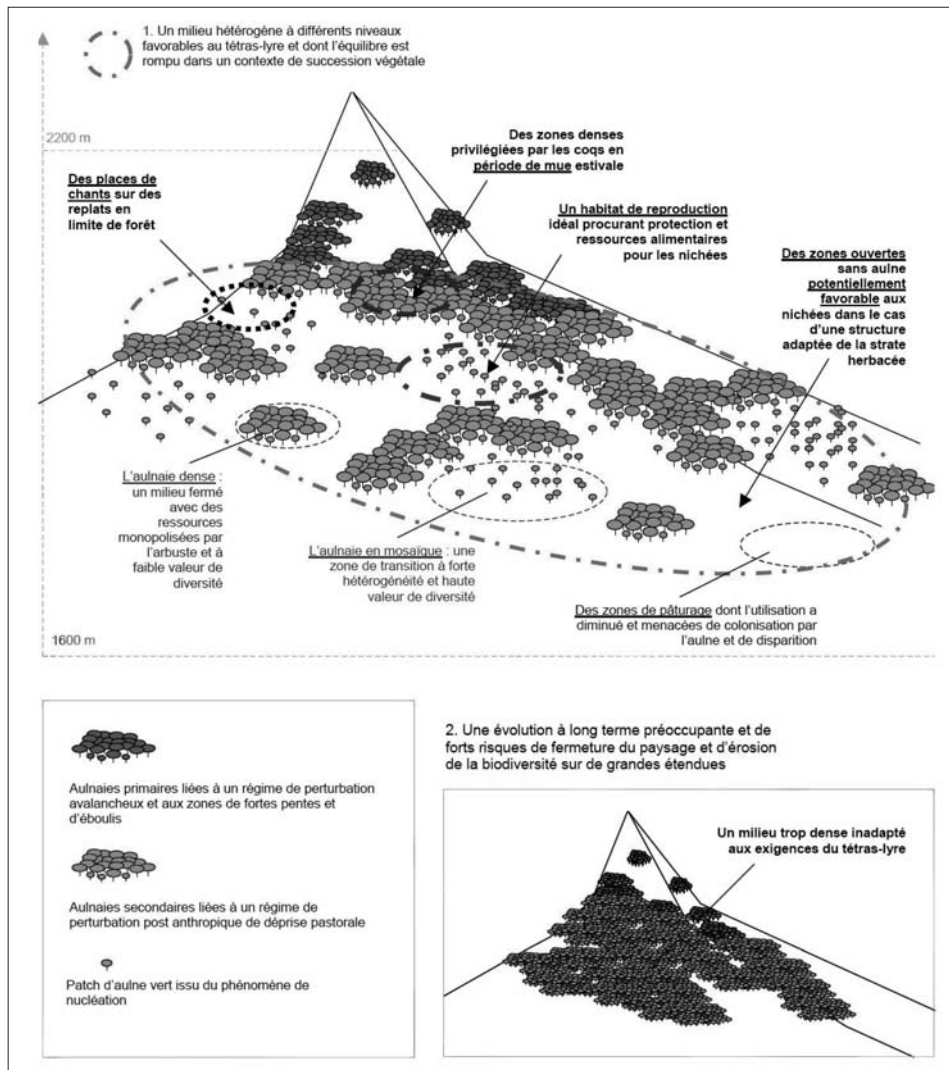 1. Un milieu hétérogène à différents niveaux
favorables au tétras-lyre et dont l'équilibre est
rompu dans un contexte de succession végétale
2200 m
Des zones denses
privilégiées par les coqs en
période de mue estivale
Des places de
chants sur des
replats en
limite de forêt
Un habitat de reproduction
idéal procurant protection et
ressources alimentaires
pour les nichées
Des zones ouvertes
sans aulne
potentiellement
favorable aux
nichées dans le cas
d'une structure
adaptée de la strate
herbacée
L'aulnaie dense :
un milieu fermé
avec des
ressources
monopolisées par
l'arbuste et à
faible valeur de
diversité
L'aulnaie en mosaïque : une
zone de transition à forte
hétérogénéité et haute
valeur de diversité
Des zones de pâturage dont l'utilisation a
diminué et menacées de colonisation par
l'aulne et de disparition
1600 m
Aulnaies primaires liées à un régime de perturbation
avalancheux et aux zones de fortes pentes et
d'éboulis
Aulnaies secondaires liées à un régime de
perturbation post anthropique de déprise pastorale
Patch d'aulne vert issu du phénomène de
nucléation
2. Une évolution à long terme préoccupante et de
forts risques de fermeture du paysage et d'érosion
de la biodiversité sur de grandes étendues
Un milieu trop dense inadapté
aux exigences du tétras-lyre